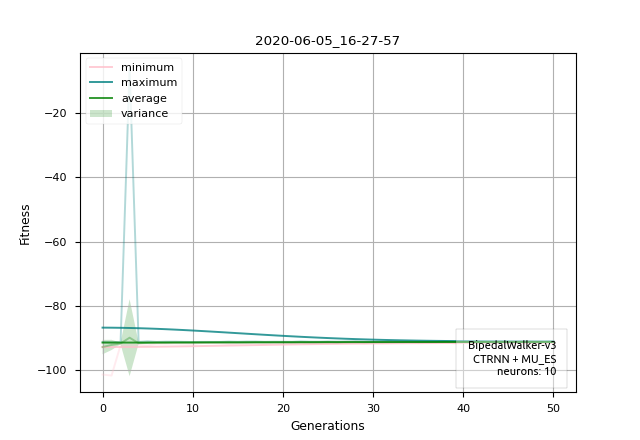 2020-06-05_16-27-57
minimum
maximum
average
variance
Fitness
−20
−40
−60
−80
−100
0 10 20 30 40 50
Generations
BipedalWalker-v3
CTRNN + MU_ES
neurons: 10